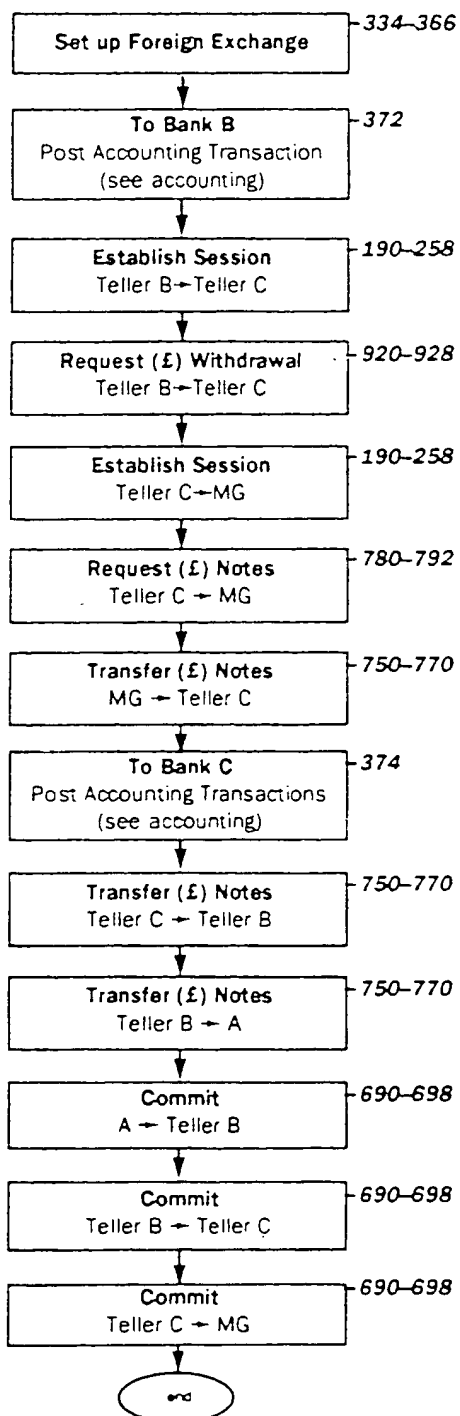 Set up Foreign Exchange
334–366
To Bank B
372
Post Accounting Transaction
(see accounting)
Establish Session
190–258
Teller B→Teller C
Request (£) Withdrawal
920–928
Teller B→Teller C
Establish Session
190–258
Teller C→MG
Request (£) Notes
780–792
Teller C → MG
Transfer (£) Notes
750–770
MG → Teller C
To Bank C
374
Post Accounting Transactions
(see accounting)
Transfer (£) Notes
750–770
Teller C → Teller B
Transfer (£) Notes
750–770
Teller B → A
Commit
690–698
A → Teller B
Commit
690–698
Teller B → Teller C
Commit
690–698
Teller C → MG
end